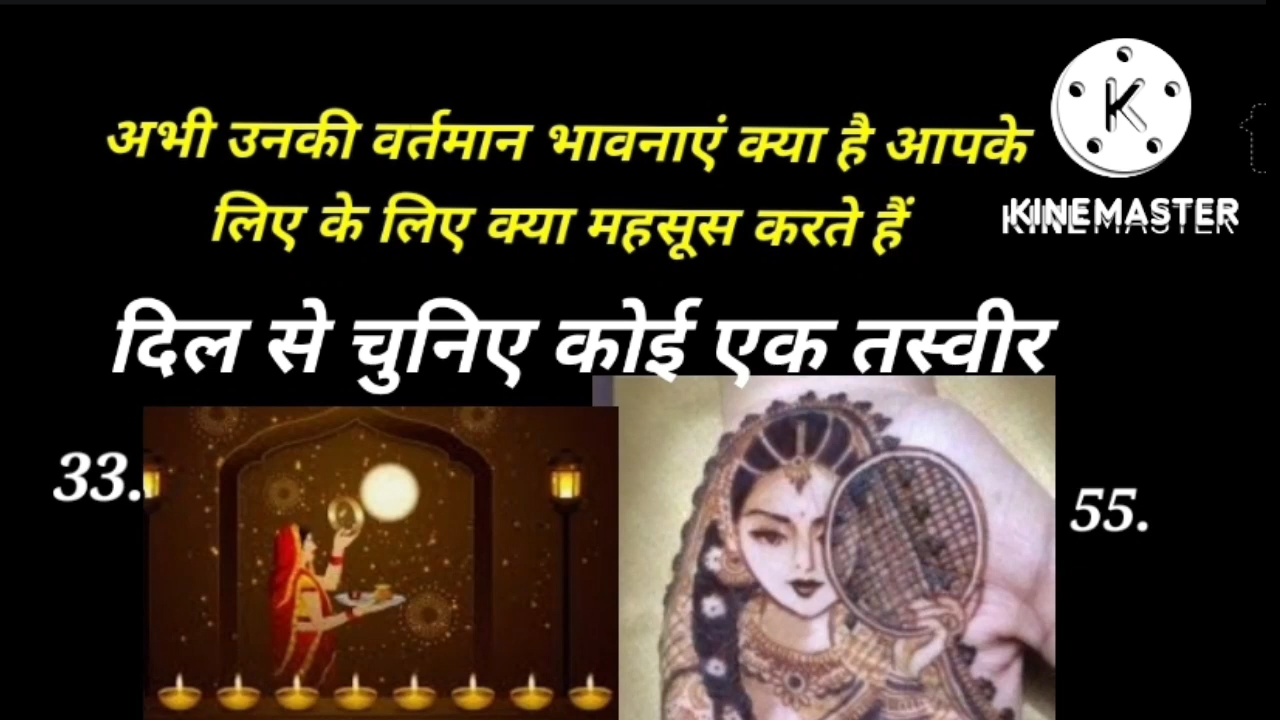 अभी उनकी वर्तमान भावनाएं क्या है आपके
लिए के लिए क्या महसूस करते हैं
KINEMASTER
दिल से चुनिए कोई एक तस्वीर
33.
55.